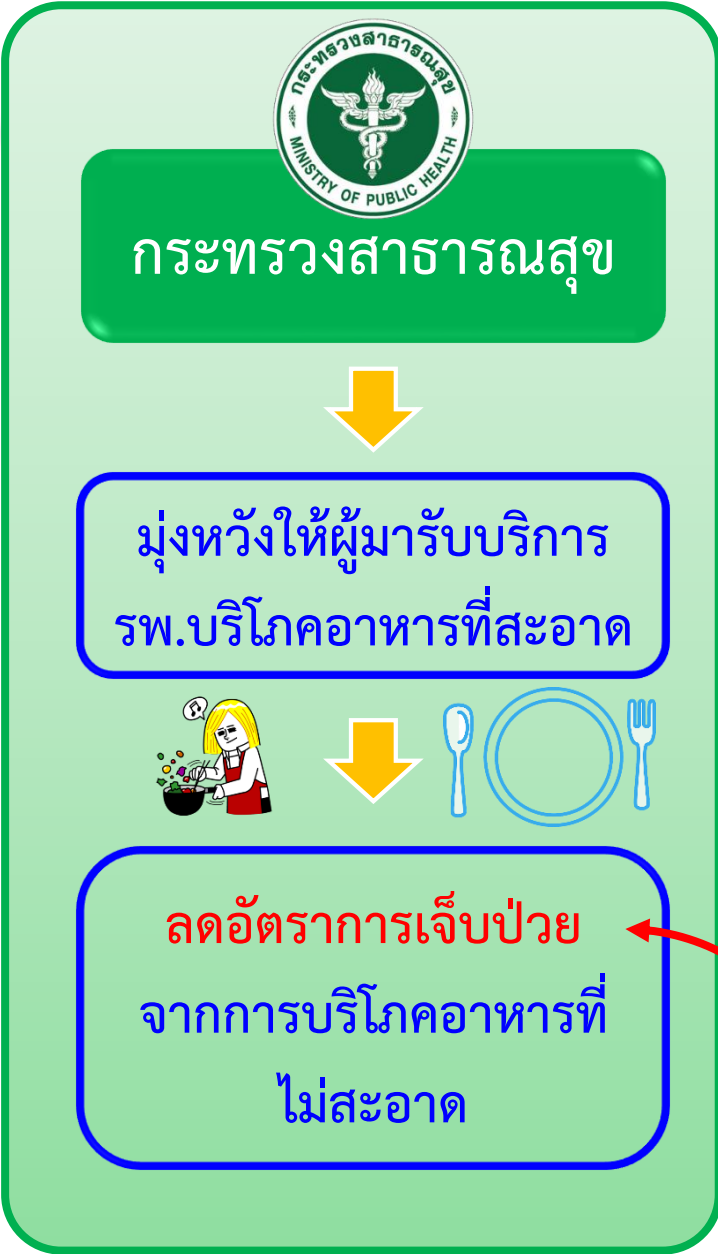 กระทรวงสาธารณสุข
MINISTRY OF PUBLIC HEALTH
กระทรวงสาธารณสุข
มุ่งหวังให้ผู้มารับบริการ
รพ.บริโภคอาหารที่สะอาด
ลดอัตราการเจ็บป่วย
จากการบริโภคอาหารที่
ไม่สะอาด